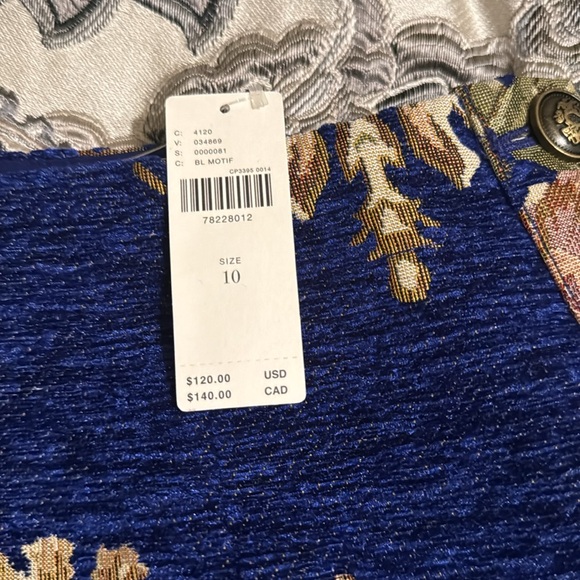 C: 4120
V: 034869
S: 0000081
C: BL MOTIF
CP3395 0014
78228012
SIZE
10
$120.00 USD
$140.00 CAD